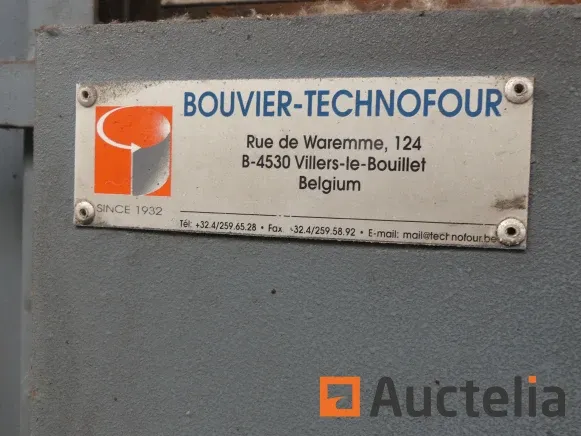 BOUVIER-TECHNOFOUR
Rue de Waremme, 124
B-4530 Villers-le-Bouillet
Belgium
SINCE 1932
Tél: +32.4/259.65.28 • Fax. +32.4/259.58.92 • E-mail: mail@technofour.be
Auctelia